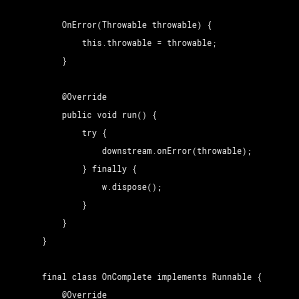 OnError(Throwable throwable) {
this.throwable = throwable;
}
@Override
public void run() {
try {
downstream.onError(throwable);
} finally {
w.dispose();
}
}
}
final class OnComplete implements Runnable {
@Override